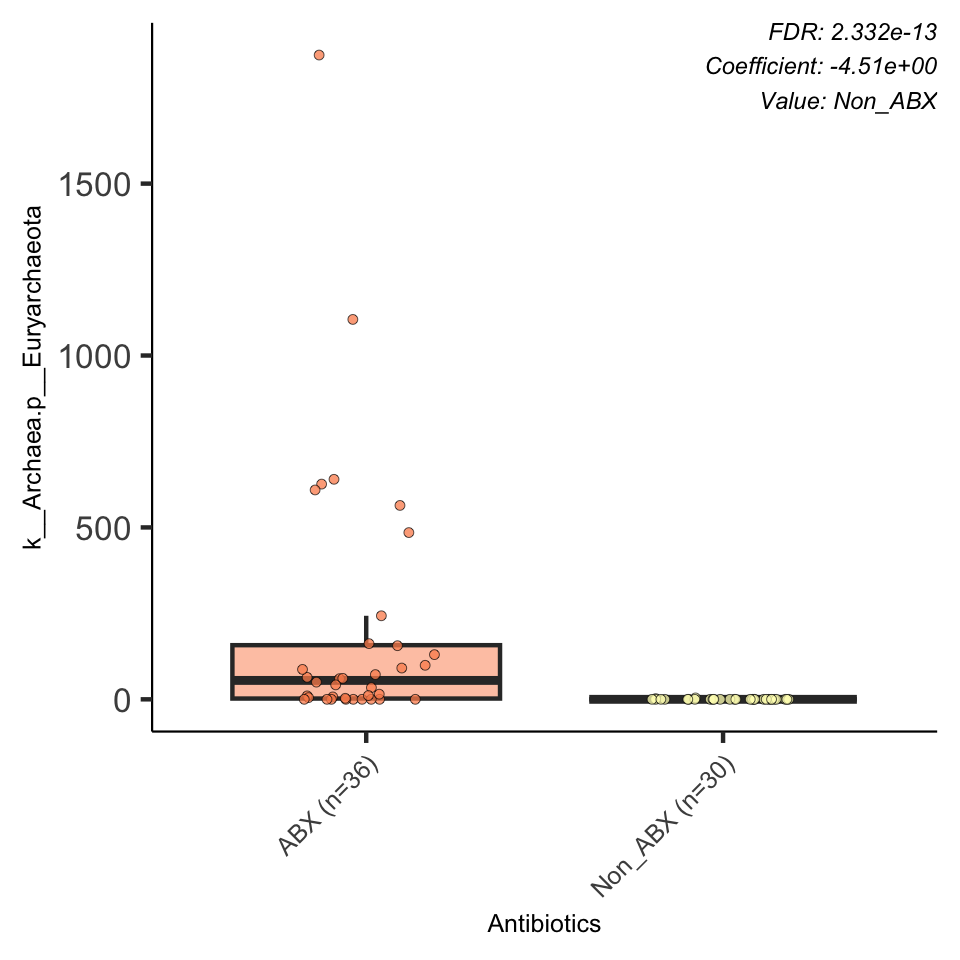 FDR: 2.332e-13
Coefficient: -4.51e+00
Value: Non_ABX
k__Archaea.p__Euryarchaeota
1500
1000
500
0
ABX (n=36)
Non_ABX (n=30)
Antibiotics